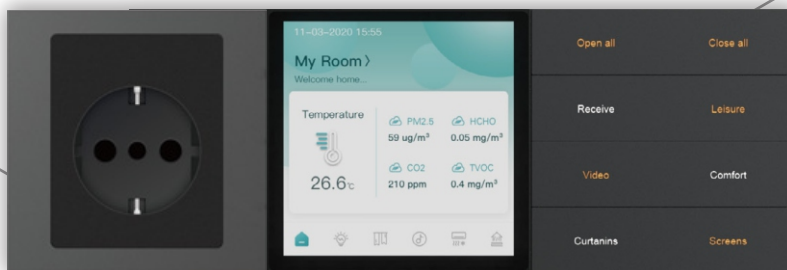 11-03-2020 15:55
My Room >
Welcome home...
Temperature
26.6℃
PM2.5
59 ug/m³
HCHO
0.05 mg/m³
CO2
210 ppm
TVOC
0.4 mg/m³
Open all
Close all
Receive
Leisure
Video
Comfort
Curtanins
Screens